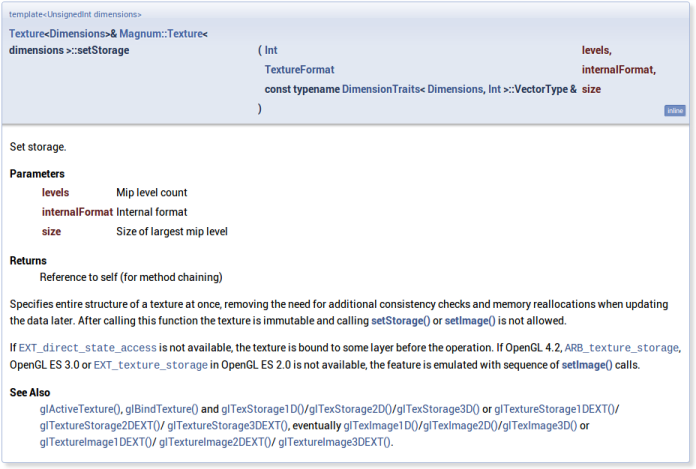 template<UnsignedInt dimensions>
Texture<Dimensions>& Magnum::Texture<
dimensions >::setStorage ( Int levels,
TextureFormat internalFormat,
const typename DimensionTraits< Dimensions, Int >::VectorType & size
)
inline
Set storage.
Parameters
levels Mip level count
internalFormat Internal format
size Size of largest mip level
Returns
Reference to self (for method chaining)
Specifies entire structure of a texture at once, removing the need for additional consistency checks and memory reallocations when updating
the data later. After calling this function the texture is immutable and calling setStorage() or setImage() is not allowed.
If EXT_direct_state_access is not available, the texture is bound to some layer before the operation. If OpenGL 4.2, ARB_texture_storage,
OpenGL ES 3.0 or EXT_texture_storage in OpenGL ES 2.0 is not available, the feature is emulated with sequence of setImage() calls.
See Also
glActiveTexture(), glBindTexture() and glTexStorage1D()/glTexStorage2D()/glTexStorage3D() or glTextureStorage1DEXT()/
glTextureStorage2DEXT()/ glTextureStorage3DEXT(), eventually glTexImage1D()/glTexImage2D()/glTexImage3D() or
glTextureImage1DEXT()/ glTextureImage2DEXT()/ glTextureImage3DEXT().